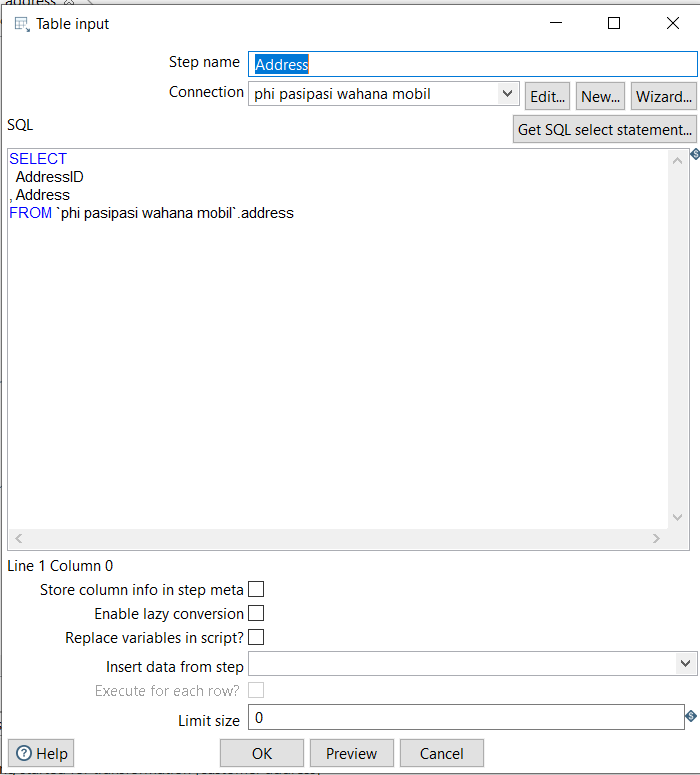 address
Table input
Step name Address
Connection phi pasipasi wahana mobil Edit... New... Wizard...
SQL Get SQL select statement...
SELECT
AddressID
, Address
FROM `phi pasipasi wahana mobil`.address
Line 1 Column 0
Store column info in step meta
Enable lazy conversion
Replace variables in script?
Insert data from step
Execute for each row?
Limit size 0
Help OK Preview Cancel